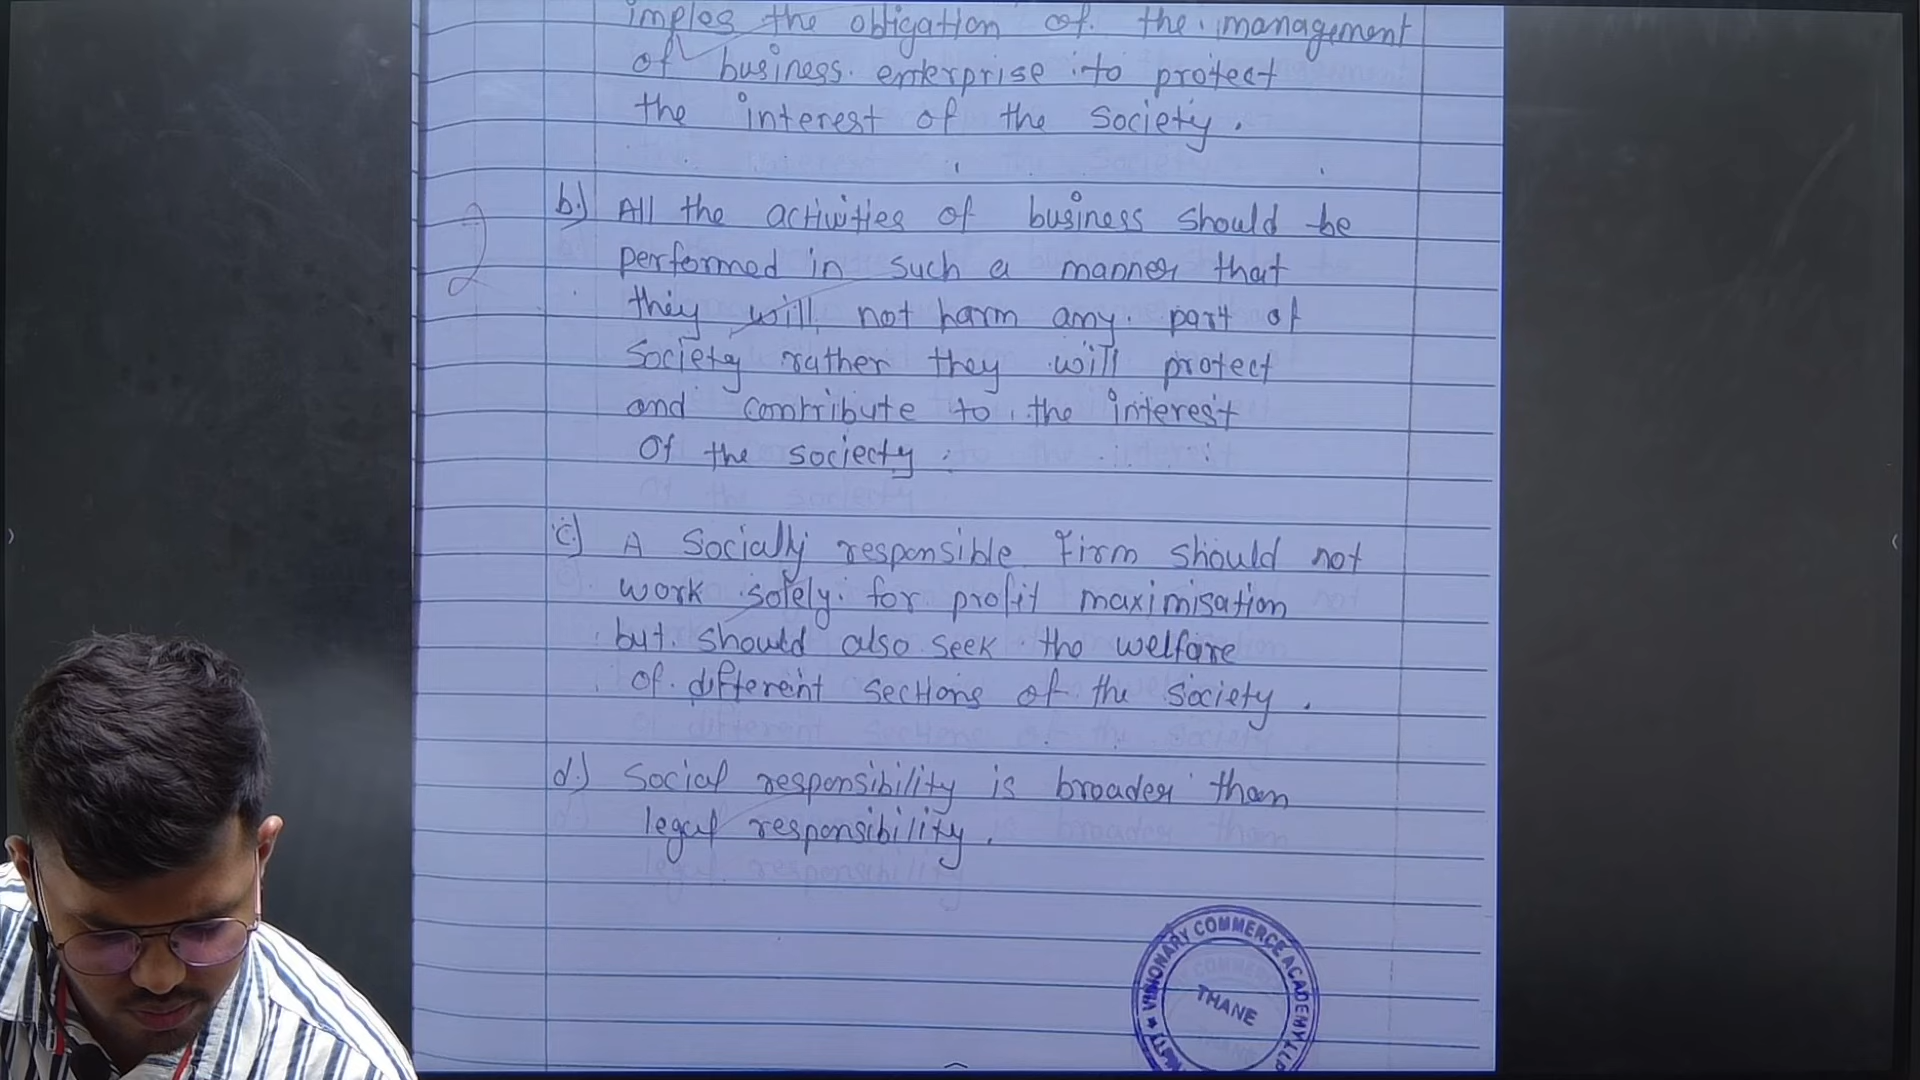 imples the obligation of the management
of business enterprise to protect
the interest of the Society.
b.) All the activities of business should be
performed in such a manner that
they will not harm any part of
Society rather they will protect
and contribute to the interest
Of the sociecty.
c) A Socially responsible firm should not
work solely for profit maximisation
but should also seek the welfare
of different sections of the society.
d.) Social responsibility is broader than
legal responsibility.
2
VISIONARY COMMERCE ACADEMY LLP
THANE